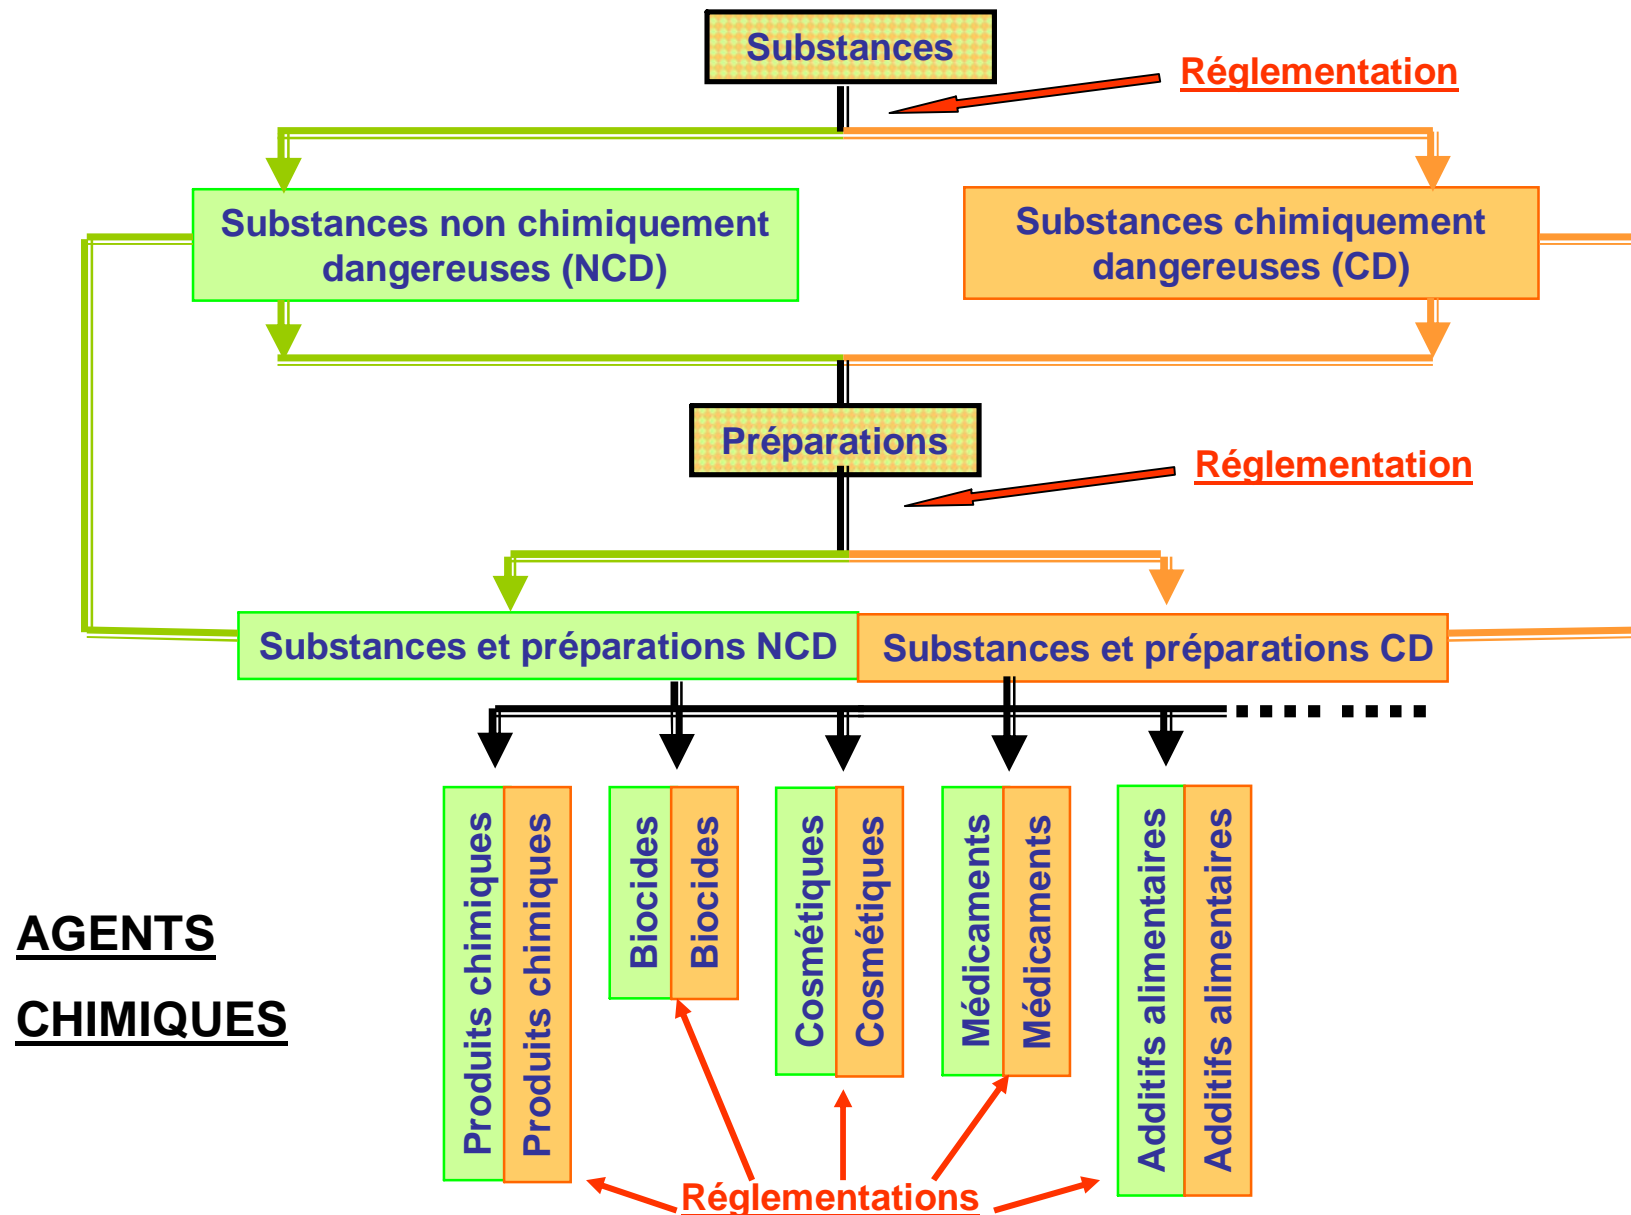 Substances
Réglementation
Substances non chimiquement
dangereuses (NCD)
Substances chimiquement
dangereuses (CD)
Préparations
Réglementation
Substances et préparations NCD
Substances et préparations CD
Produits chimiques
Produits chimiques
Biocides
Biocides
Cosmétiques
Cosmétiques
Médicaments
Médicaments
Additifs alimentaires
Additifs alimentaires
AGENTS
CHIMIQUES
Réglementations